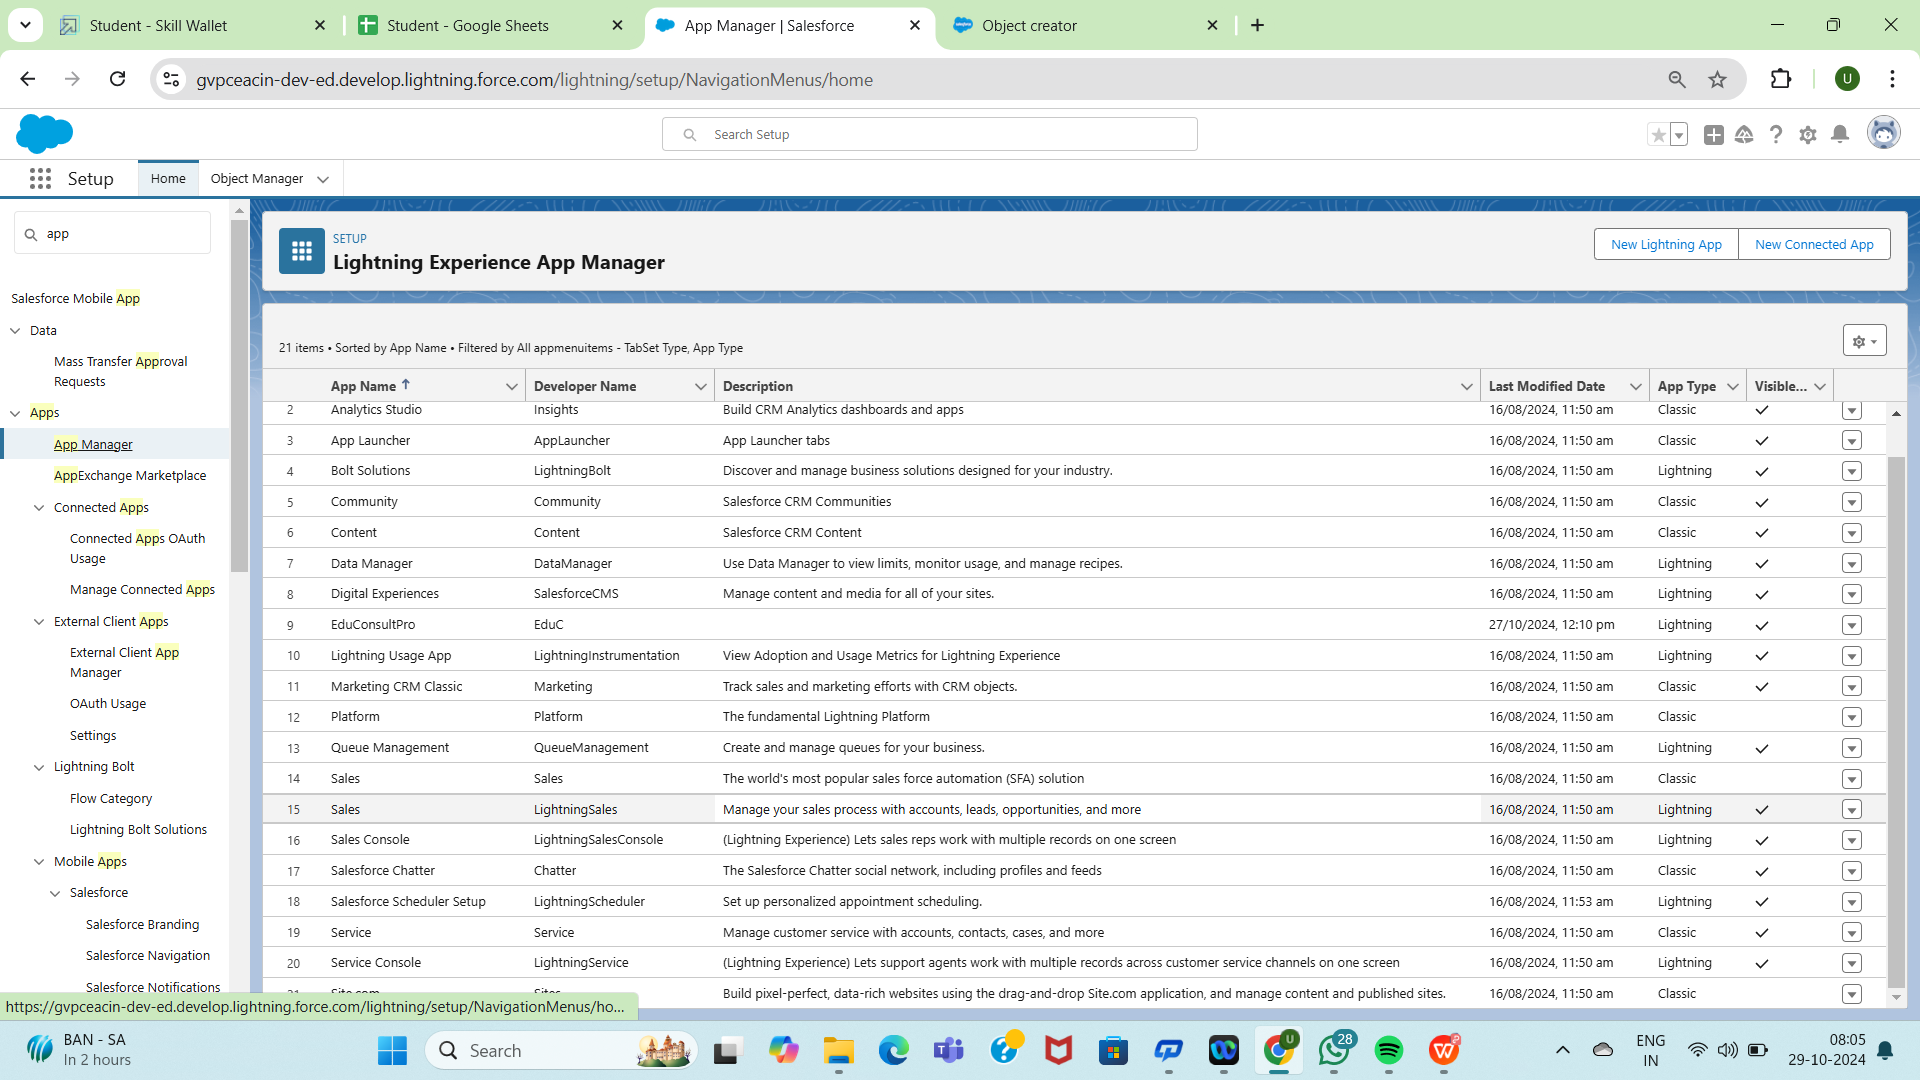 Student - Skill Wallet
Student - Google Sheets
App Manager | Salesforce
Object creator
gvpceacin-dev-ed.develop.lightning.force.com/lightning/setup/NavigationMenus/home
U
Search Setup
Setup
Home
Object Manager
app
Salesforce Mobile App
Data
Mass Transfer Approval
Requests
Apps
App Manager
AppExchange Marketplace
Connected Apps
Connected Apps OAuth
Usage
Manage Connected Apps
External Client Apps
External Client App
Manager
OAuth Usage
Settings
Lightning Bolt
Flow Category
Lightning Bolt Solutions
Mobile Apps
Salesforce
Salesforce Branding
Salesforce Navigation
Salesforce Notifications
SETUP
Lightning Experience App Manager
New Lightning App
New Connected App
21 items • Sorted by App Name • Filtered by All appmenuitems - TabSet Type, App Type
App Name ↑ Developer Name Description Last Modified Date App Type Visible...
2 Analytics Studio Insights Build CRM Analytics dashboards and apps 16/08/2024, 11:50 am Classic
3 App Launcher AppLauncher App Launcher tabs 16/08/2024, 11:50 am Classic
4 Bolt Solutions LightningBolt Discover and manage business solutions designed for your industry. 16/08/2024, 11:50 am Lightning
5 Community Community Salesforce CRM Communities 16/08/2024, 11:50 am Classic
6 Content Content Salesforce CRM Content 16/08/2024, 11:50 am Classic
7 Data Manager DataManager Use Data Manager to view limits, monitor usage, and manage recipes. 16/08/2024, 11:50 am Lightning
8 Digital Experiences SalesforceCMS Manage content and media for all of your sites. 16/08/2024, 11:50 am Lightning
9 EduConsultPro EduC 27/10/2024, 12:10 pm Lightning
10 Lightning Usage App LightningInstrumentation View Adoption and Usage Metrics for Lightning Experience 16/08/2024, 11:50 am Lightning
11 Marketing CRM Classic Marketing Track sales and marketing efforts with CRM objects. 16/08/2024, 11:50 am Classic
12 Platform Platform The fundamental Lightning Platform 16/08/2024, 11:50 am Classic
13 Queue Management QueueManagement Create and manage queues for your business. 16/08/2024, 11:50 am Lightning
14 Sales Sales The world's most popular sales force automation (SFA) solution 16/08/2024, 11:50 am Classic
15 Sales LightningSales Manage your sales process with accounts, leads, opportunities, and more 16/08/2024, 11:50 am Lightning
16 Sales Console LightningSalesConsole (Lightning Experience) Lets sales reps work with multiple records on one screen 16/08/2024, 11:50 am Lightning
17 Salesforce Chatter Chatter The Salesforce Chatter social network, including profiles and feeds 16/08/2024, 11:50 am Classic
18 Salesforce Scheduler Setup LightningScheduler Set up personalized appointment scheduling. 16/08/2024, 11:53 am Lightning
19 Service Service Manage customer service with accounts, contacts, cases, and more 16/08/2024, 11:50 am Classic
20 Service Console LightningService (Lightning Experience) Lets support agents work with multiple records across customer service channels on one screen 16/08/2024, 11:50 am Lightning
21 Site.com Sites Build pixel-perfect, data-rich websites using the drag-and-drop Site.com application, and manage content and published sites. 16/08/2024, 11:50 am Classic
https://gvpceacin-dev-ed.develop.lightning.force.com/lightning/setup/NavigationMenus/ho...
BAN - SA
In 2 hours
Search
U
28
ENG
IN
08:05
29-10-2024